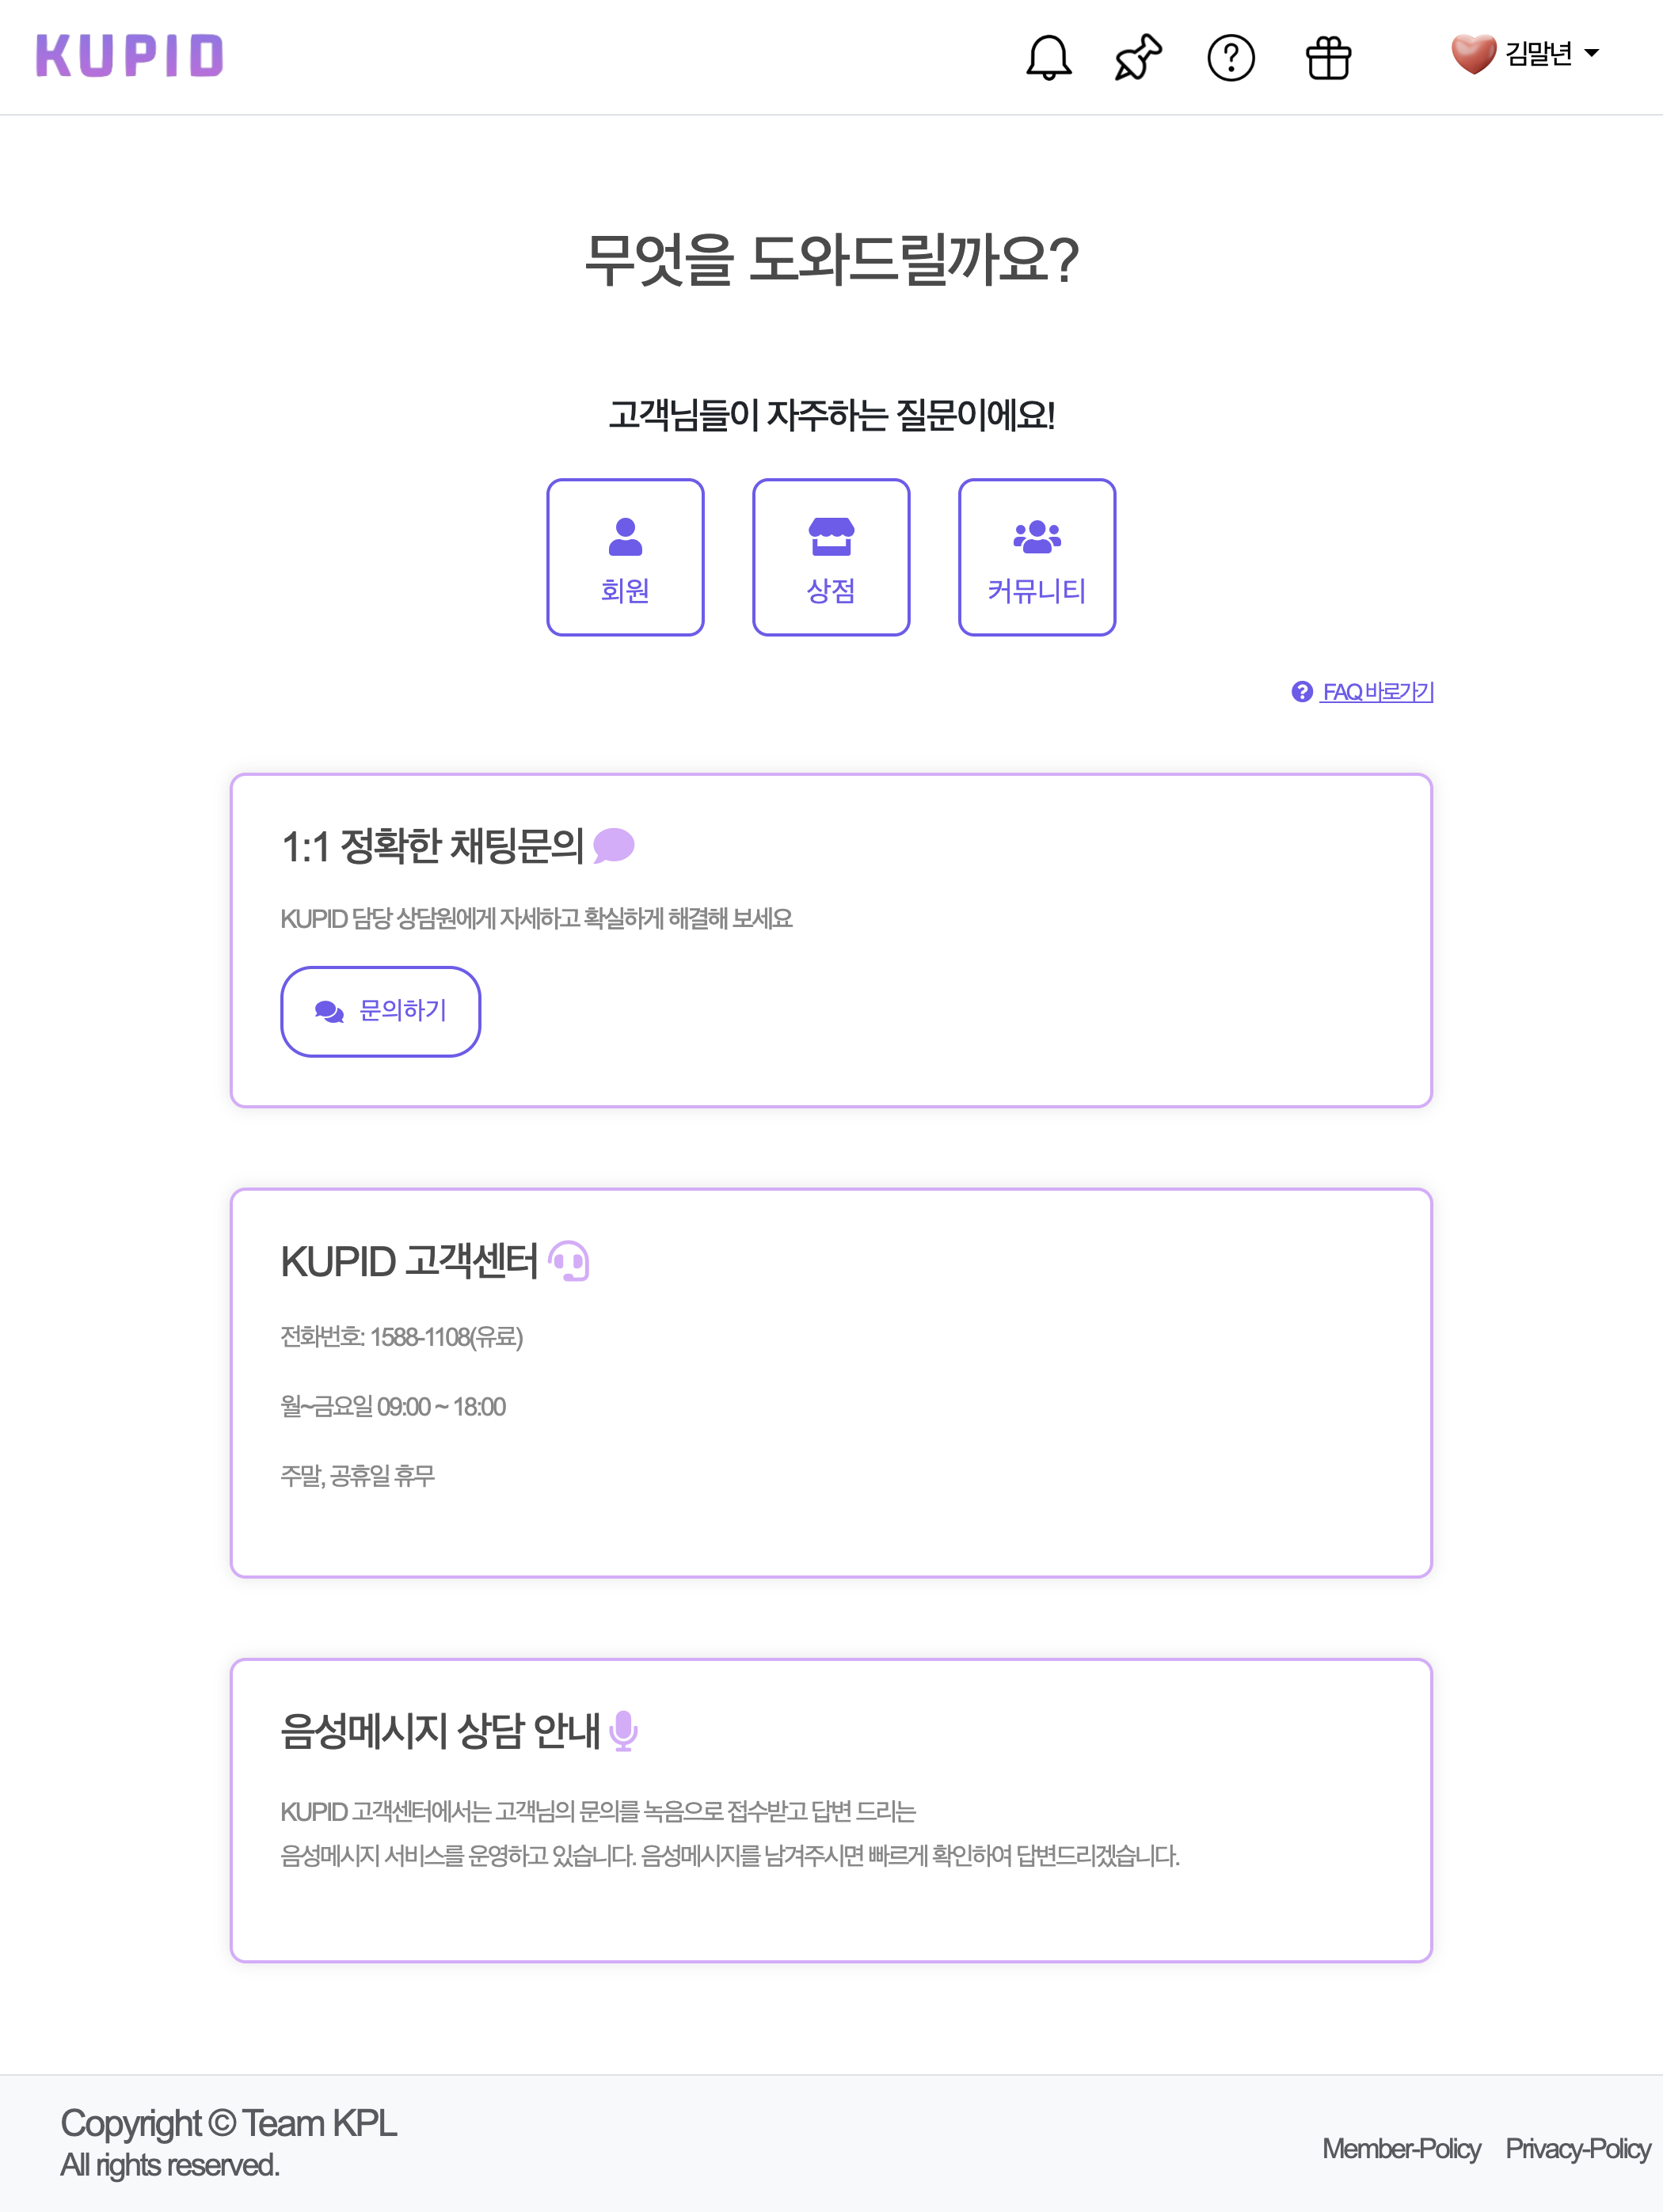 KUPID
김말년
무엇을 도와드릴까요?
고객님들이 자주하는 질문이에요!
회원
상점
커뮤니티
FAQ 바로가기
1:1 정확한 채팅문의
KUPID 담당 상담원에게 자세하고 확실하게 해결해 보세요
문의하기
KUPID 고객센터
전화번호: 1588-1108(유료)
월~금요일 09:00 ~ 18:00
주말, 공휴일 휴무
음성메시지 상담 안내
KUPID 고객센터에서는 고객님의 문의를 녹음으로 접수받고 답변 드리는
음성메시지 서비스를 운영하고 있습니다. 음성메시지를 남겨주시면 빠르게 확인하여 답변드리겠습니다.
Copyright © Team KPL
All rights reserved.
Member-Policy Privacy-Policy